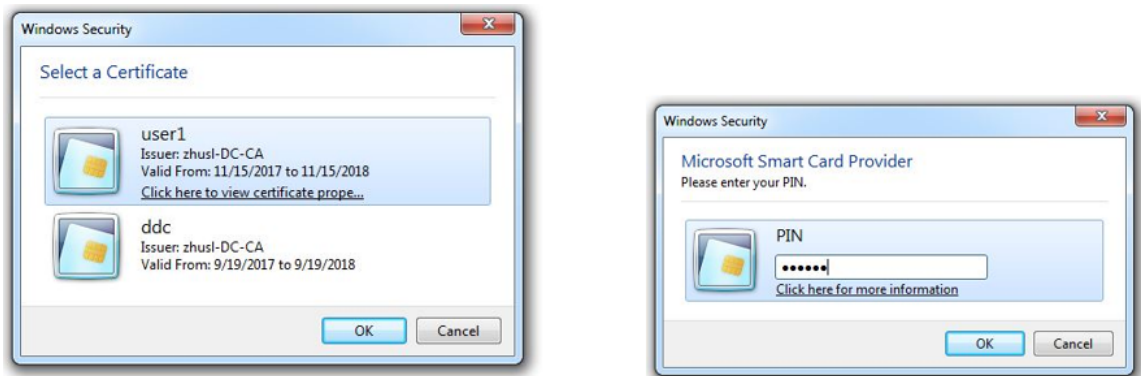 Windows Security
Select a Certificate
user1
Issuer: zhusl-DC-CA
Valid From: 11/15/2017 to 11/15/2018
Click here to view certificate prope...
ddc
Issuer: zhusl-DC-CA
Valid From: 9/19/2017 to 9/19/2018
OK
Cancel
Windows Security
Microsoft Smart Card Provider
Please enter your PIN.
PIN
••••••
Click here for more information
OK
Cancel